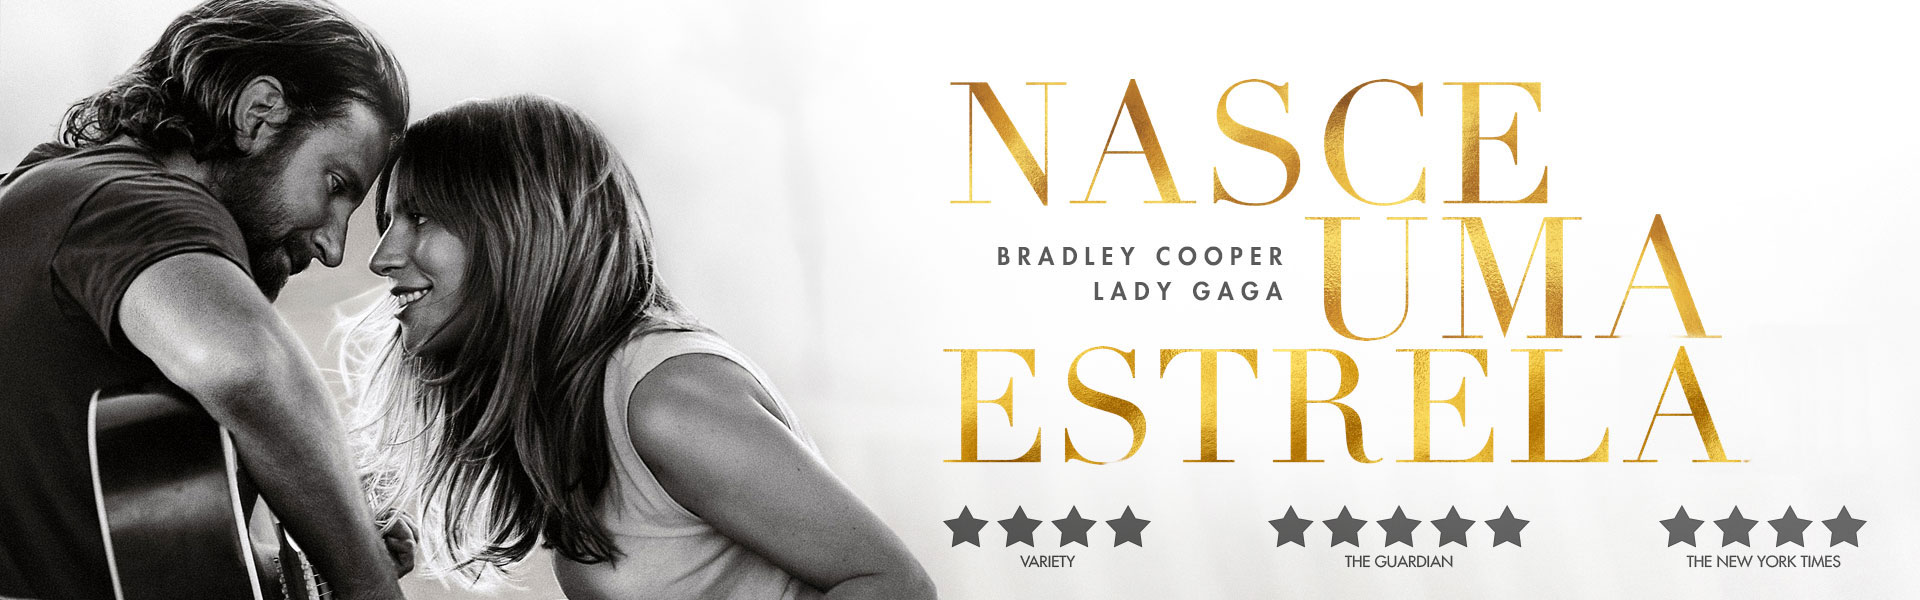 NASCE
UMA
BRADLEY COOPER
LADY GAGA
ESTRELA
VARIETY
THE GUARDIAN
THE NEW YORK TIMES